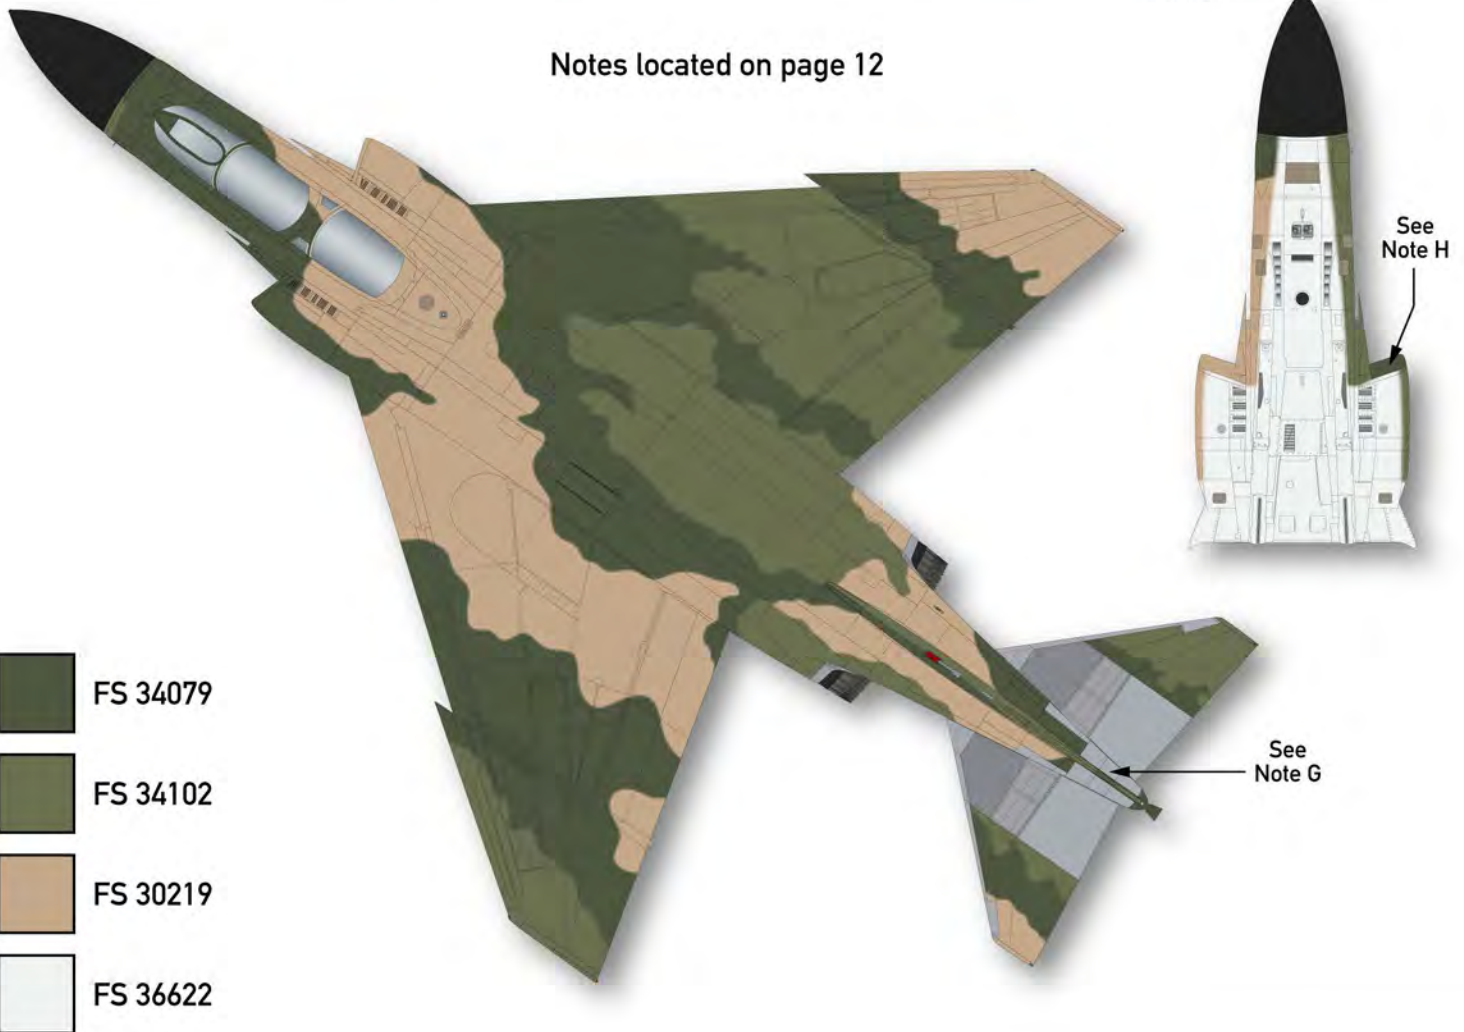 Notes located on page 12
See
Note H
See
Note G
FS 34079
FS 34102
FS 30219
FS 36622